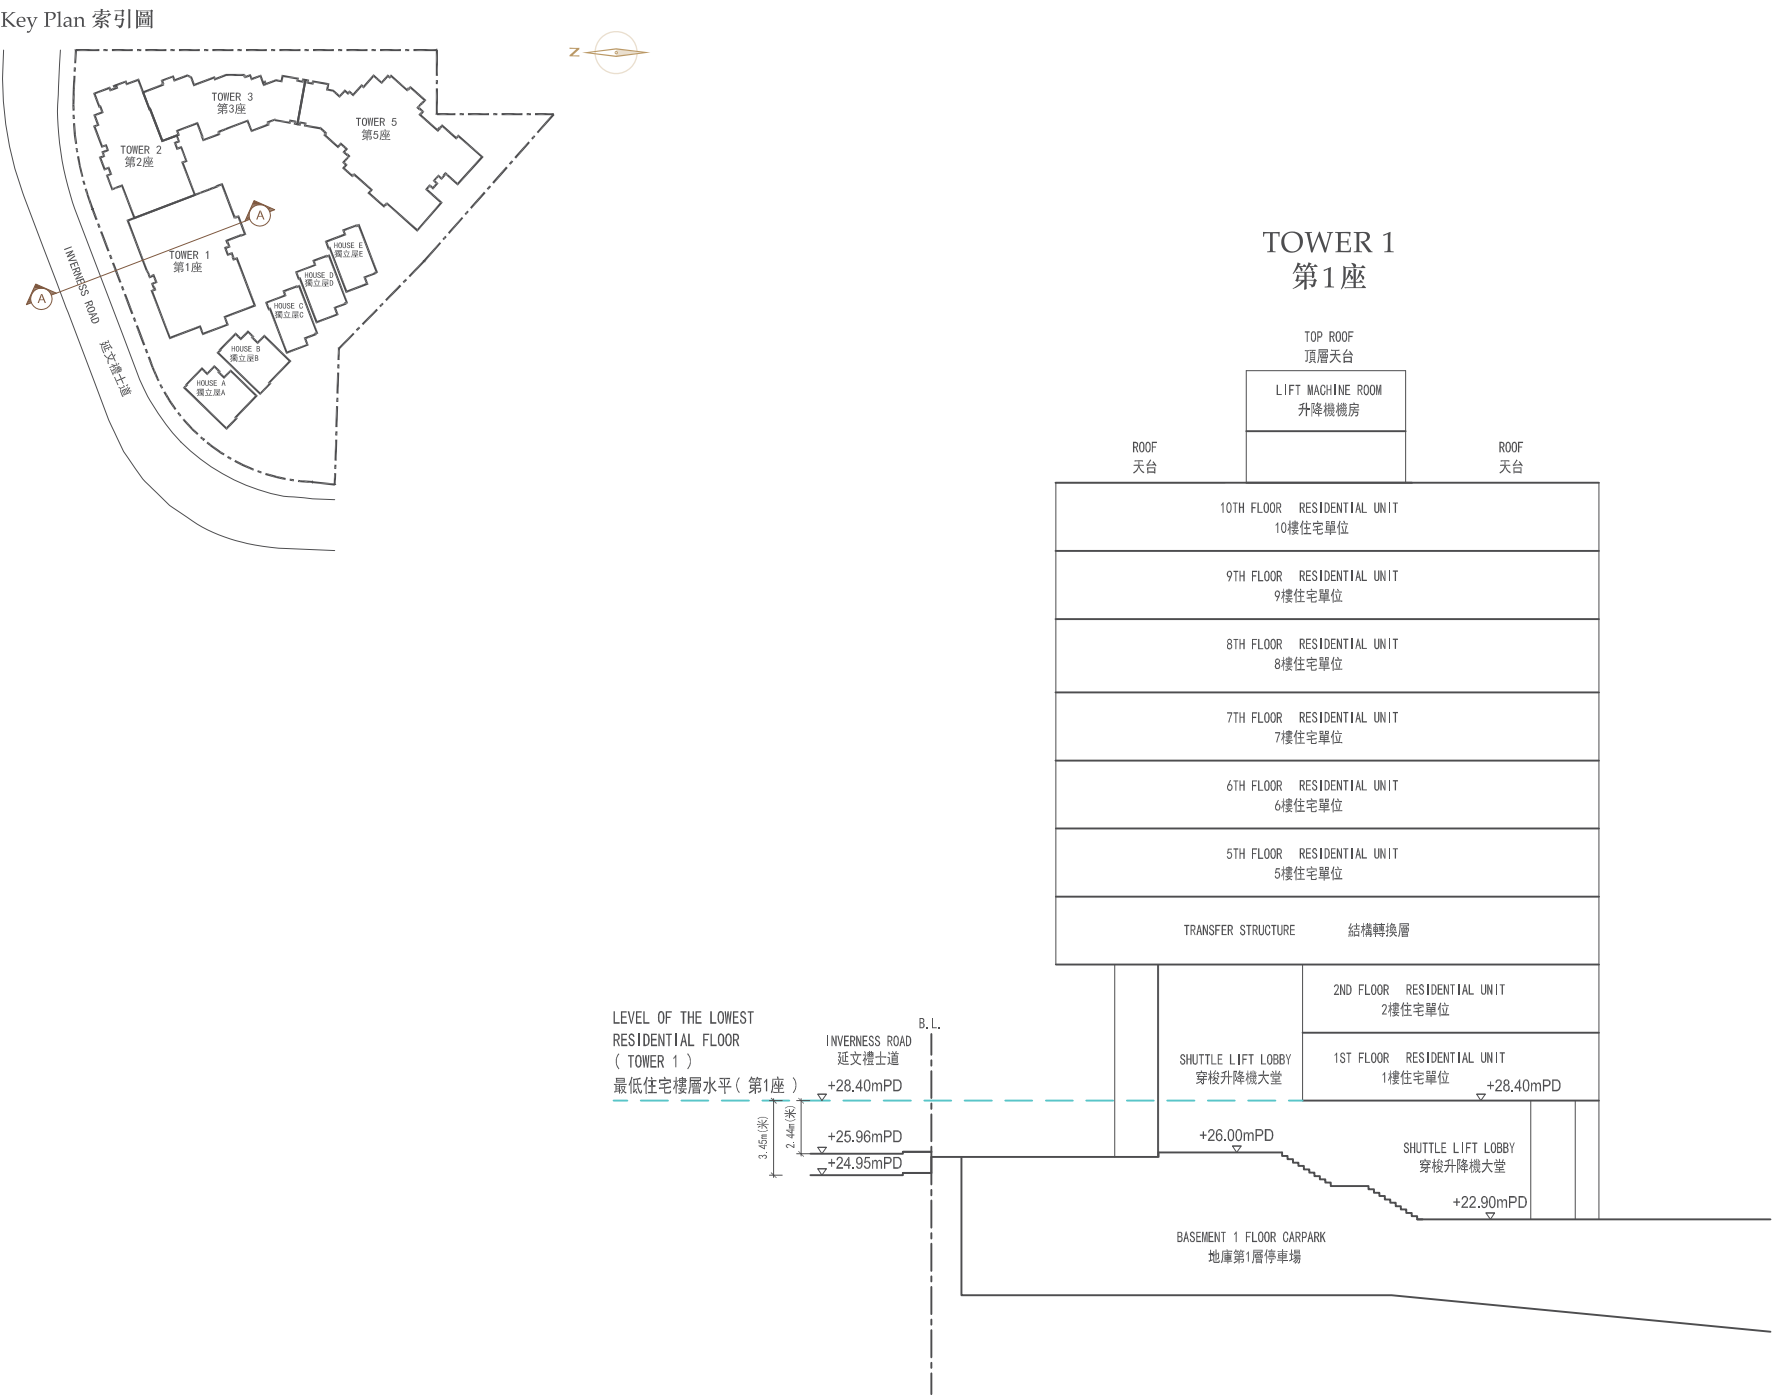 Key Plan 索引圖
Z
TOWER 3
第3座
TOWER 5
第5座
TOWER 2
第2座
TOWER 1
第1座
A
A
HOUSE E
獨立屋E
HOUSE D
獨立屋D
HOUSE C
獨立屋C
HOUSE B
獨立屋B
HOUSE A
獨立屋A
INVERNESS ROAD 延文禮士道
TOWER 1
第1座
TOP ROOF
頂層天台
LIFT MACHINE ROOM
升降機機房
ROOF
天台
ROOF
天台
10TH FLOOR RESIDENTIAL UNIT
10樓住宅單位
9TH FLOOR RESIDENTIAL UNIT
9樓住宅單位
8TH FLOOR RESIDENTIAL UNIT
8樓住宅單位
7TH FLOOR RESIDENTIAL UNIT
7樓住宅單位
6TH FLOOR RESIDENTIAL UNIT
6樓住宅單位
5TH FLOOR RESIDENTIAL UNIT
5樓住宅單位
TRANSFER STRUCTURE 結構轉換層
2ND FLOOR RESIDENTIAL UNIT
2樓住宅單位
1ST FLOOR RESIDENTIAL UNIT
1樓住宅單位
+28.40mPD
SHUTTLE LIFT LOBBY
穿梭升降機大堂
LEVEL OF THE LOWEST
RESIDENTIAL FLOOR
( TOWER 1 )
最低住宅樓層水平( 第1座 )
B.L.
INVERNESS ROAD
延文禮士道
+28.40mPD
3.45m(米)
2.44m(米)
+25.96mPD
+24.95mPD
+26.00mPD
SHUTTLE LIFT LOBBY
穿梭升降機大堂
+22.90mPD
BASEMENT 1 FLOOR CARPARK
地庫第1層停車場